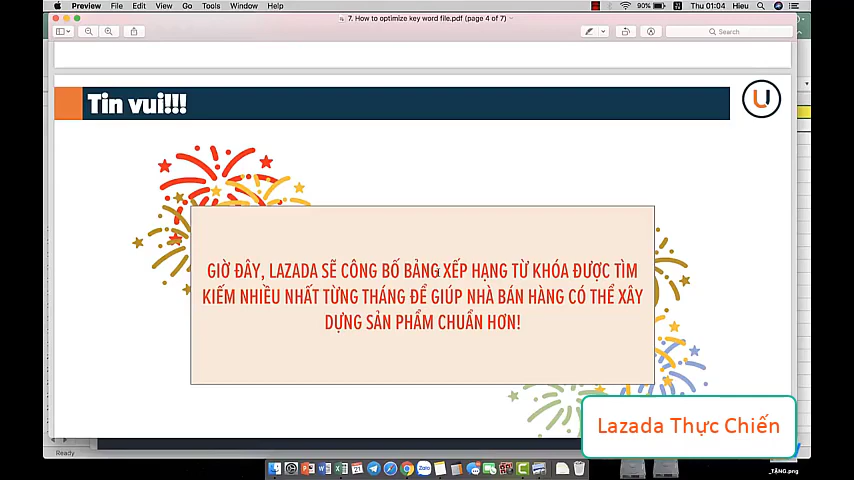 Preview File Edit View Go Tools Window Help
90% Thu 01:04 Hieu
7. How to optimize key word file.pdf (page 4 of 7)
Search
Tin vui!!!
GIỜ ĐÂY, LAZADA SẼ CÔNG BỐ BẢNG XẾP HẠNG TỪ KHÓA ĐƯỢC TÌM
KIẾM NHIỀU NHẤT TỪNG THÁNG ĐỂ GIÚP NHÀ BÁN HÀNG CÓ THỂ XÂY
DỰNG SẢN PHẨM CHUẨN HƠN!
Lazada Thực Chiến
Ready
Zalo
_TẶNG.png